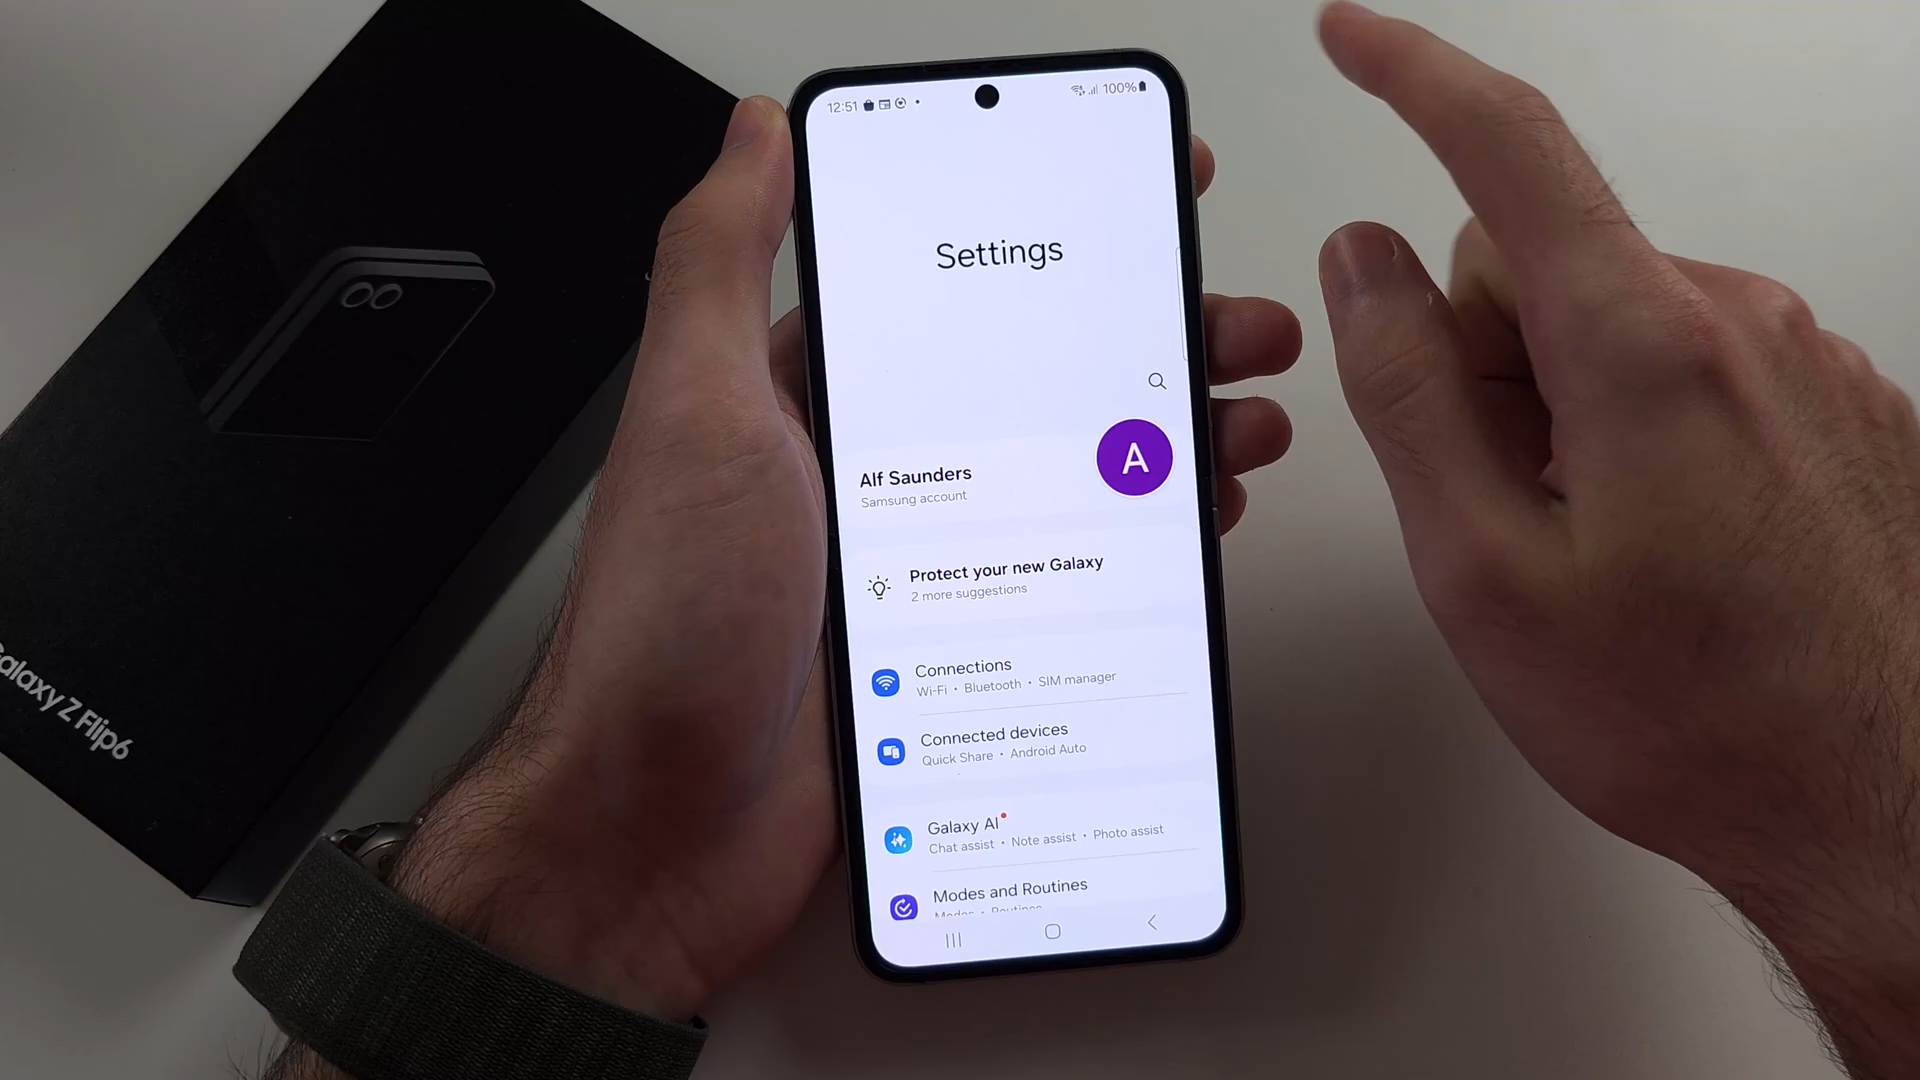 12:51
100%
Settings
Alf Saunders
Samsung account
A
Protect your new Galaxy
2 more suggestions
Connections
Wi-Fi • Bluetooth • SIM manager
Connected devices
Quick Share • Android Auto
Galaxy AI
Chat assist • Note assist • Photo assist
Modes and Routines
Modes • Routines
Galaxy Z Flip6